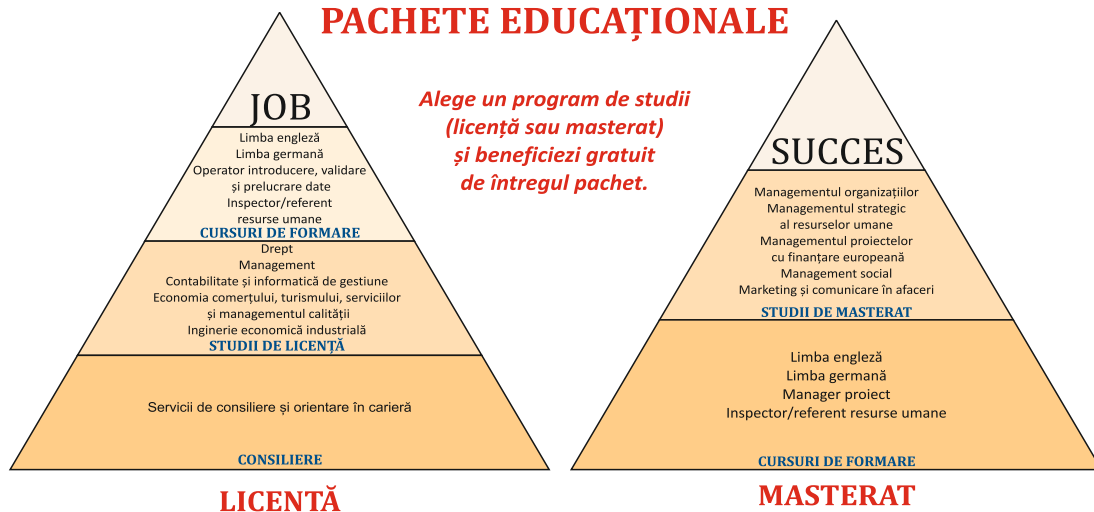 PACHETE EDUCAȚIONALE
Alege un program de studii
(licență sau masterat)
și beneficiezi gratuit
de întregul pachet.
JOB
Limba engleză
Limba germană
Operator introducere, validare
și prelucrare date
Inspector/referent
resurse umane
CURSURI DE FORMARE
Drept
Management
Contabilitate și informatică de gestiune
Economia comerțului, turismului, serviciilor
și managementul calității
Inginerie economică industrială
STUDII DE LICENȚĂ
Servicii de consiliere și orientare în carieră
CONSILIERE
LICENTĂ
SUCCES
Managementul organizațiilor
Managementul strategic
al resurselor umane
Managementul proiectelor
cu finanțare europeană
Management social
Marketing și comunicare în afaceri
STUDII DE MASTERAT
Limba engleză
Limba germană
Manager proiect
Inspector/referent resurse umane
CURSURI DE FORMARE
MASTERAT